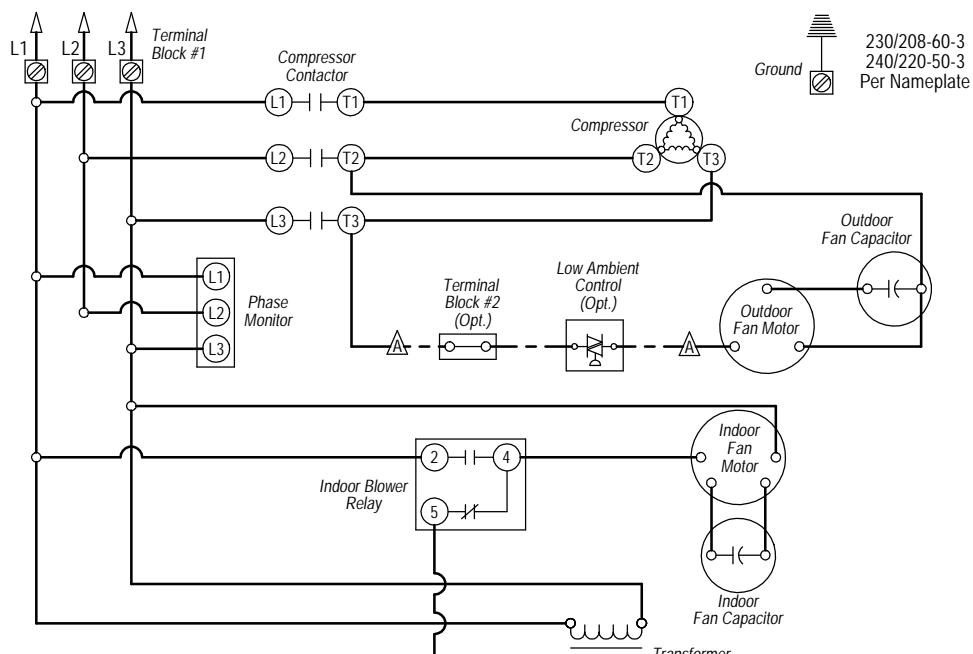 L1
L2
L3
Terminal
Block #1
Compressor
Contactor
Ground
230/208-60-3
240/220-50-3
Per Nameplate
L1
T1
T1
Compressor
L2
T2
T2
T3
L3
T3
Outdoor
Fan Capacitor
L1
L2
L3
Phase
Monitor
Terminal
Block #2
(Opt.)
Low Ambient
Control
(Opt.)
Outdoor
Fan Motor
A
A
Indoor
Fan
Motor
2
4
Indoor Blower
Relay
5
Indoor
Fan Capacitor
Transformer